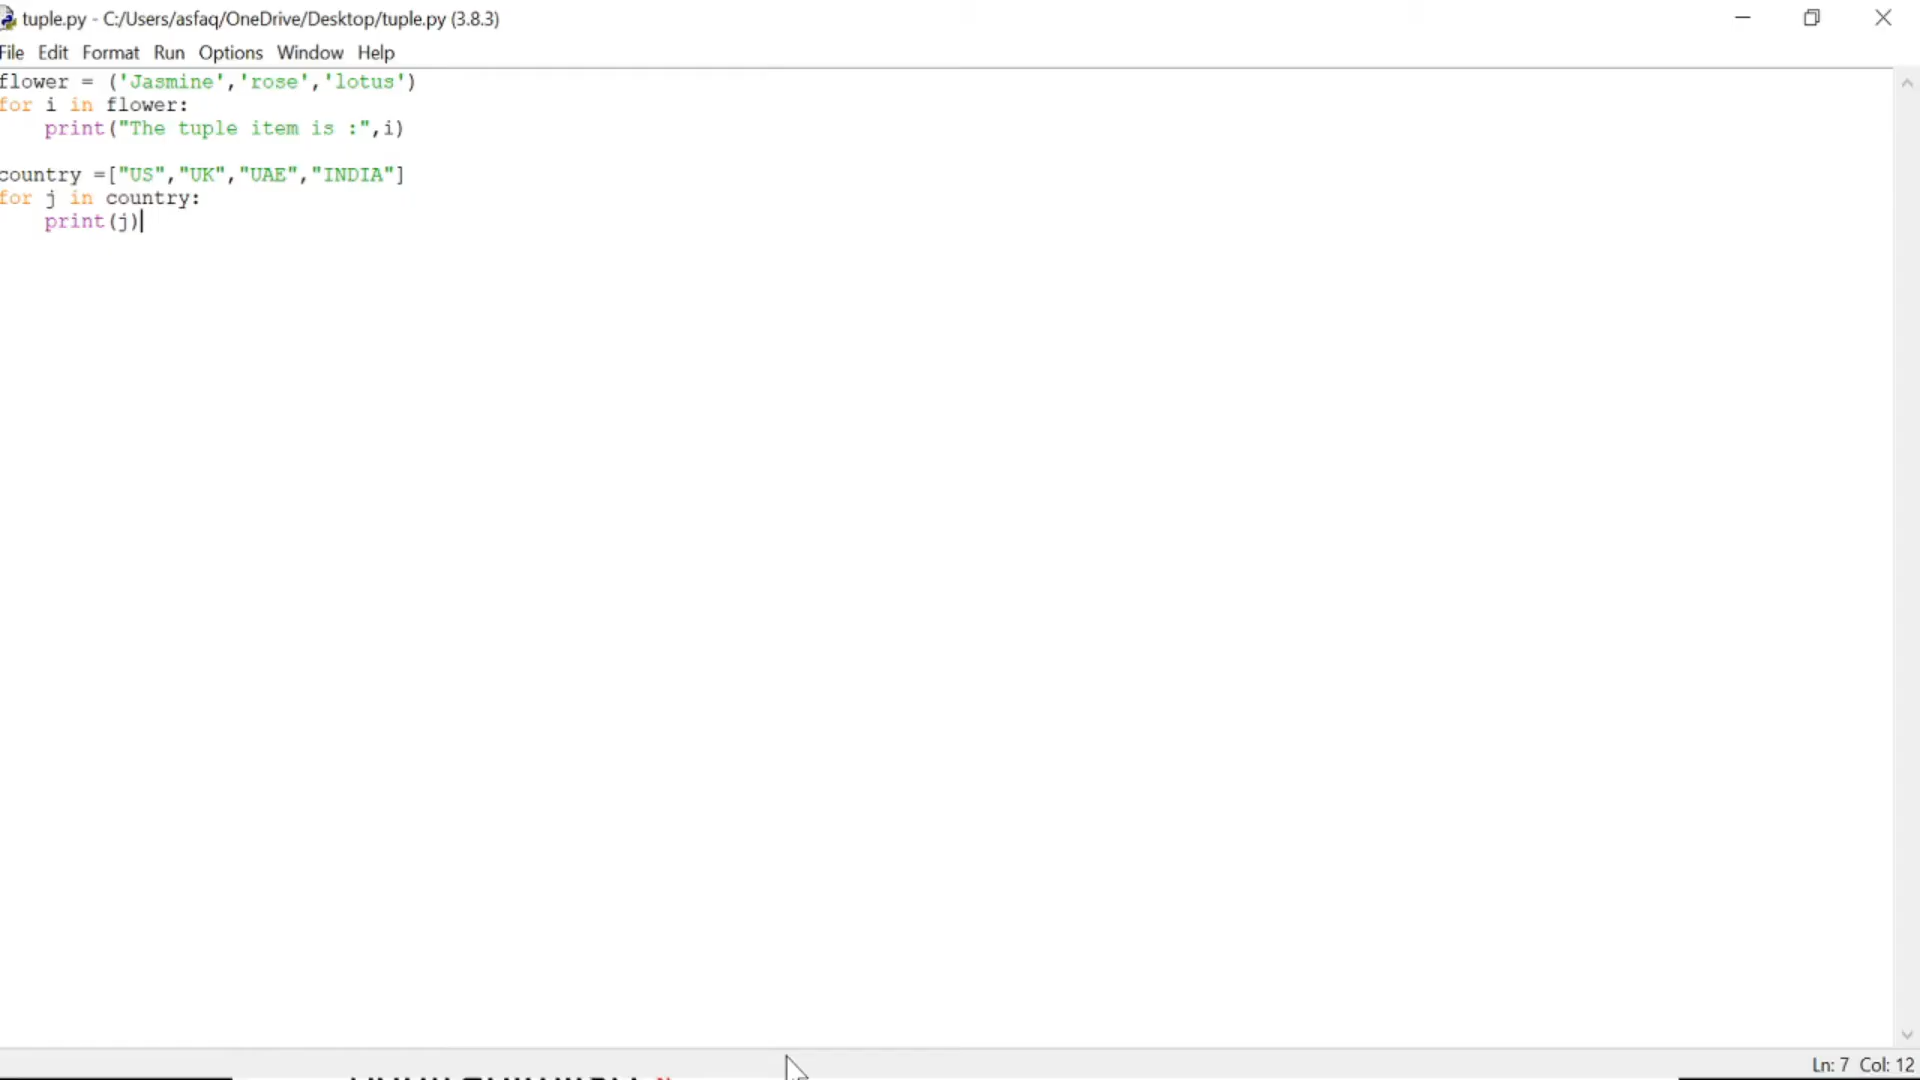 tuple.py - C:/Users/asfaq/OneDrive/Desktop/tuple.py (3.8.3)
File Edit Format Run Options Window Help
flower = ('Jasmine','rose','lotus')
for i in flower:
    print("The tuple item is :",i)
country =["US","UK","UAE","INDIA"]
for j in country:
    print(j)
Ln: 7 Col: 12